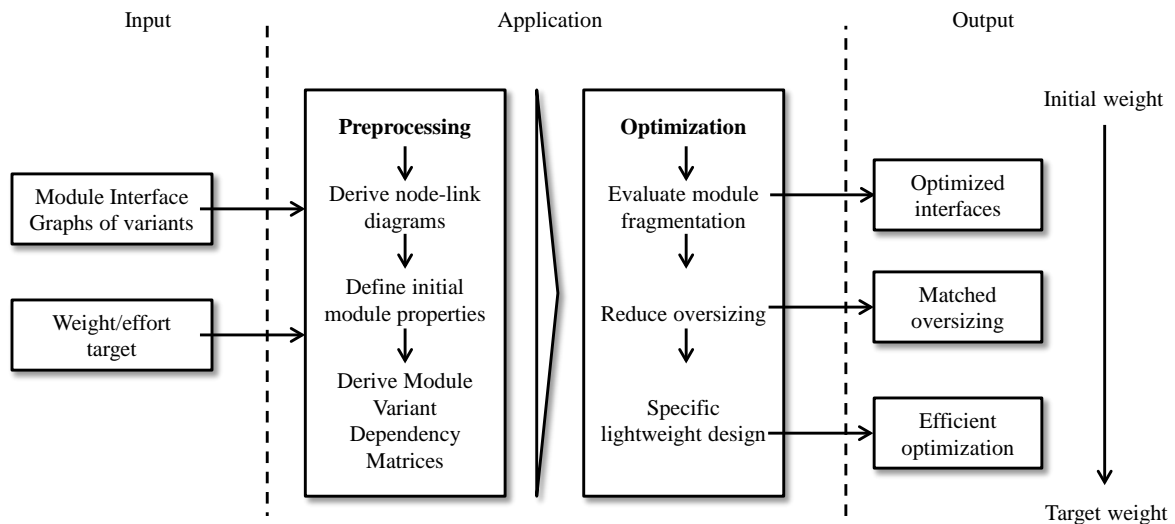 Input
Application
Output
Module Interface
Graphs of variants
Weight/effort
target
Preprocessing
Derive node-link
diagrams
Define initial
module properties
Derive Module
Variant
Dependency
Matrices
Optimization
Evaluate module
fragmentation
Reduce oversizing
Specific
lightweight design
Optimized
interfaces
Matched
oversizing
Efficient
optimization
Initial weight
Target weight